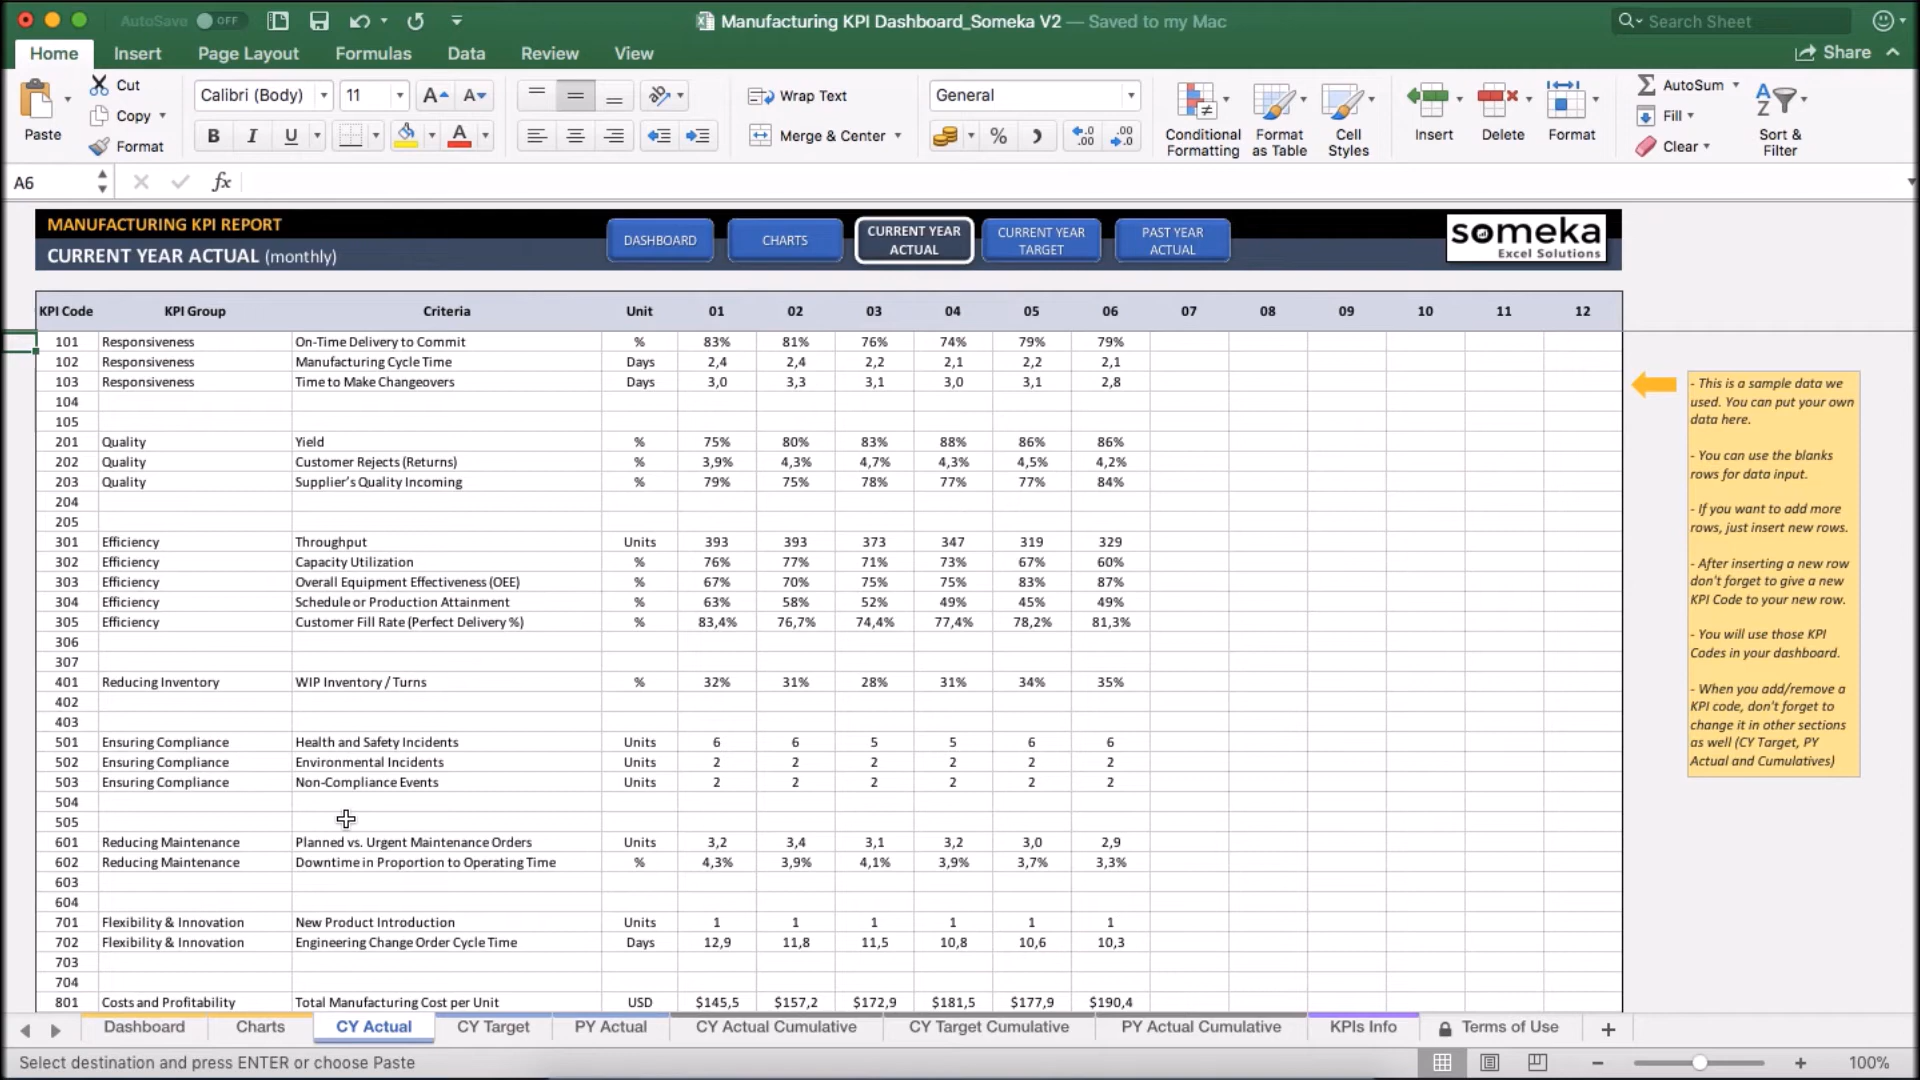 AutoSave OFF Manufacturing KPI Dashboard_Someka V2 — Saved to my Mac Search Sheet
Home Insert Page Layout Formulas Data Review View Share
Paste Cut Copy Format
Calibri (Body) 11
Wrap Text
Merge & Center
General
Conditional Formatting
Format as Table
Cell Styles
Insert Delete Format
AutoSum
Fill
Clear
Sort & Filter
A6 fx
MANUFACTURING KPI REPORT
CURRENT YEAR ACTUAL (monthly)
DASHBOARD
CHARTS
CURRENT YEAR
ACTUAL
CURRENT YEAR
TARGET
PAST YEAR
ACTUAL
someka
Excel Solutions
KPI Code KPI Group Criteria Unit 01 02 03 04 05 06 07 08 09 10 11 12
101 Responsiveness On-Time Delivery to Commit % 83% 81% 76% 74% 79% 79%
102 Responsiveness Manufacturing Cycle Time Days 2,4 2,4 2,2 2,1 2,2 2,1
103 Responsiveness Time to Make Changeovers Days 3,0 3,3 3,1 3,0 3,1 2,8
104
105
201 Quality Yield % 75% 80% 83% 88% 86% 86%
202 Quality Customer Rejects (Returns) % 3,9% 4,3% 4,7% 4,3% 4,5% 4,2%
203 Quality Supplier's Quality Incoming % 79% 75% 78% 77% 77% 84%
204
205
301 Efficiency Throughput Units 393 393 373 347 319 329
302 Efficiency Capacity Utilization % 76% 77% 71% 73% 67% 60%
303 Efficiency Overall Equipment Effectiveness (OEE) % 67% 70% 75% 75% 83% 87%
304 Efficiency Schedule or Production Attainment % 63% 58% 52% 49% 45% 49%
305 Efficiency Customer Fill Rate (Perfect Delivery %) % 83,4% 76,7% 74,4% 77,4% 78,2% 81,3%
306
307
401 Reducing Inventory WIP Inventory / Turns % 32% 31% 28% 31% 34% 35%
402
403
501 Ensuring Compliance Health and Safety Incidents Units 6 6 5 5 6 6
502 Ensuring Compliance Environmental Incidents Units 2 2 2 2 2 2
503 Ensuring Compliance Non-Compliance Events Units 2 2 2 2 2 2
504
505
601 Reducing Maintenance Planned vs. Urgent Maintenance Orders Units 3,2 3,4 3,1 3,2 3,0 2,9
602 Reducing Maintenance Downtime in Proportion to Operating Time % 4,3% 3,9% 4,1% 3,9% 3,7% 3,3%
603
604
701 Flexibility & Innovation New Product Introduction Units 1 1 1 1 1 1
702 Flexibility & Innovation Engineering Change Order Cycle Time Days 12,9 11,8 11,5 10,8 10,6 10,3
703
704
801 Costs and Profitability Total Manufacturing Cost per Unit USD $145,5 $157,2 $172,9 $181,5 $177,9 $190,4
- This is a sample data we
used. You can put your own
data here.
- You can use the blanks
rows for data input.
- If you want to add more
rows, just insert new rows.
- After inserting a new row
don't forget to give a new
KPI Code to your new row.
- You will use those KPI
Codes in your dashboard.
- When you add/remove a
KPI code, don't forget to
change it in other sections
as well (CY Target, PY
Actual and Cumulatives)
Dashboard Charts CY Actual CY Target PY Actual CY Actual Cumulative CY Target Cumulative PY Actual Cumulative KPIs Info Terms of Use
Select destination and press ENTER or choose Paste 100%